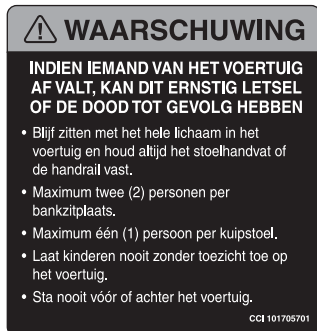 WAARSCHUWING
INDIEN IEMAND VAN HET VOERTUIG
AF VALT, KAN DIT ERNSTIG LETSEL
OF DE DOOD TOT GEVOLG HEBBEN
• Blijf zitten met het hele lichaam in het
voertuig en houd altijd het stoelhandvat of
de handrail vast.
• Maximum twee (2) personen per
bankzitplaats.
• Maximum één (1) persoon per kuipstoel.
• Laat kinderen nooit zonder toezicht toe op
het voertuig.
• Sta nooit vóór of achter het voertuig.
CCI 101705701